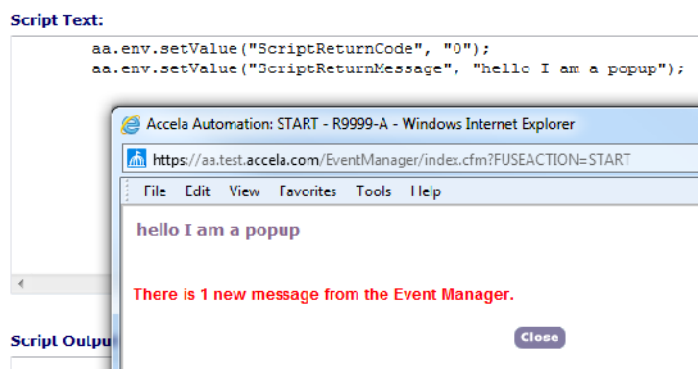 Script Text:
aa.env.setValue("ScriptReturnCode", "0");
aa.env.setValue("ScriptReturnMessage", "hello I am a popup");
Accela Automation: START - R9999-A - Windows Internet Explorer
https://aa.test.accela.com/EventManager/index.cfm?FUSEACTION=START
File Edit View Favorites Tools Help
hello I am a popup
There is 1 new message from the Event Manager.
Close
Script Outpu